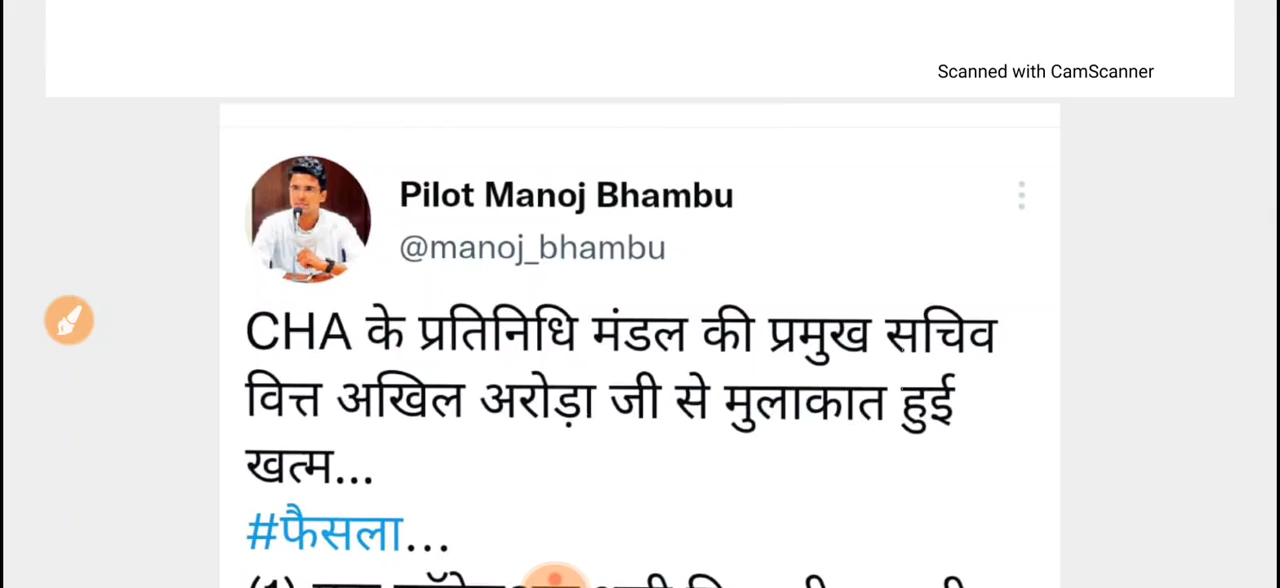 Scanned with CamScanner
Pilot Manoj Bhambu
@manoj_bhambu
CHA के प्रतिनिधि मंडल की प्रमुख सचिव
वित्त अखिल अरोड़ा जी से मुलाकात हुई
खत्म...
#फैसला...